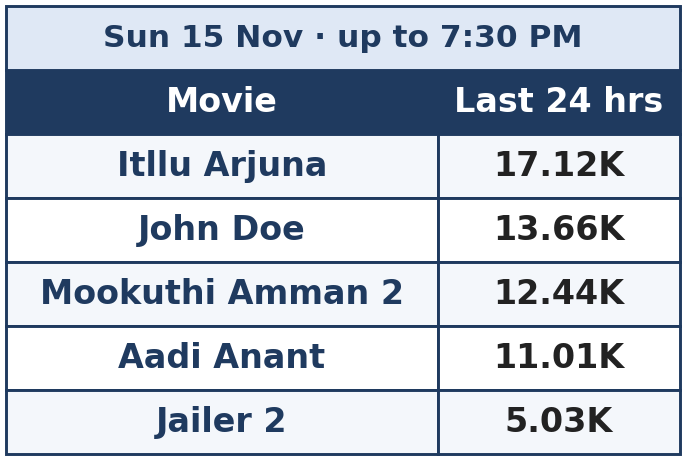 Sun 15 Nov · up to 7:30 PM
Movie Last 24 hrs
Itllu Arjuna 17.12K
John Doe 13.66K
Mookuthi Amman 2 12.44K
Aadi Anant 11.01K
Jailer 2 5.03K